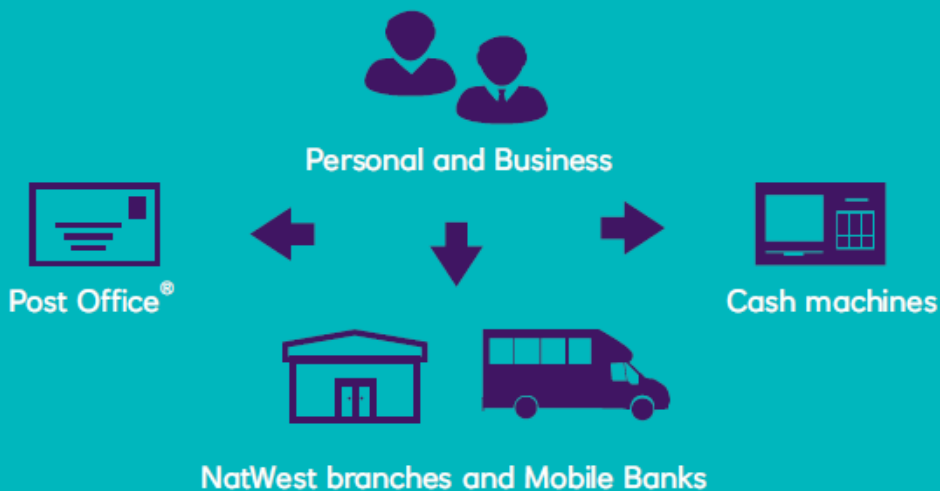 Personal and Business
Post Office®
Cash machines
NatWest branches and Mobile Banks